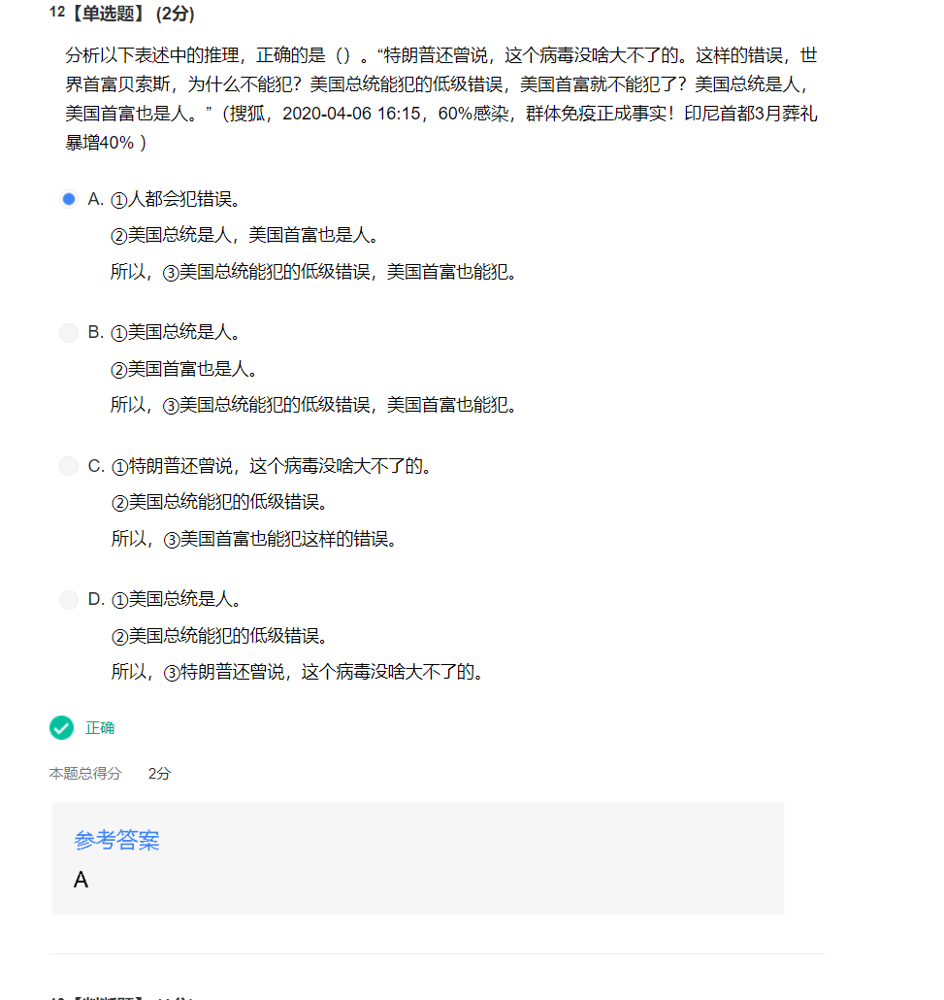 12【单选题】 (2分)
分析以下表述中的推理，正确的是（）。“特朗普还曾说，这个病毒没啥大不了的。这样的错误，世
界首富贝索斯，为什么不能犯？美国总统能犯的低级错误，美国首富就不能犯了？美国总统是人，
美国首富也是人。”（搜狐，2020-04-06 16:15，60%感染，群体免疫正成事实！印尼首都3月葬礼
暴增40% ）
A. ①人都会犯错误。
②美国总统是人，美国首富也是人。
所以，③美国总统能犯的低级错误，美国首富也能犯。
B. ①美国总统是人。
②美国首富也是人。
所以，③美国总统能犯的低级错误，美国首富也能犯。
C. ①特朗普还曾说，这个病毒没啥大不了的。
②美国总统能犯的低级错误。
所以，③美国首富也能犯这样的错误。
D. ①美国总统是人。
②美国总统能犯的低级错误。
所以，③特朗普还曾说，这个病毒没啥大不了的。
正确
本题总得分 2分
参考答案
A